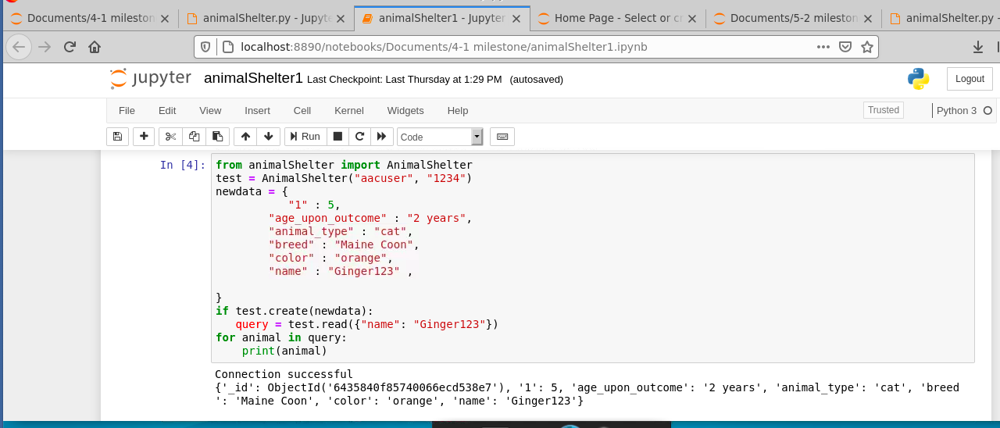 Documents/4-1 mileston
animalShelter.py - Jupyte
animalShelter1 - Jupyter
Home Page - Select or cr
Documents/5-2 mileston
animalShelter.py -
localhost:8890/notebooks/Documents/4-1 milestone/animalShelter1.ipynb
jupyter animalShelter1 Last Checkpoint: Last Thursday at 1:29 PM (autosaved)
Logout
File Edit View Insert Cell Kernel Widgets Help
Trusted
Python 3
Run
Code
In [4]:
from animalShelter import AnimalShelter
test = AnimalShelter("aacuser", "1234")
newdata = {
"1" : 5,
"age_upon_outcome" : "2 years",
"animal_type" : "cat",
"breed" : "Maine Coon",
"color" : "orange",
"name" : "Ginger123" ,
}
if test.create(newdata):
query = test.read({"name": "Ginger123"})
for animal in query:
print(animal)
Connection successful
{'_id': ObjectId('6435840f85740066ecd538e7'), '1': 5, 'age_upon_outcome': '2 years', 'animal_type': 'cat', 'breed
': 'Maine Coon', 'color': 'orange', 'name': 'Ginger123'}